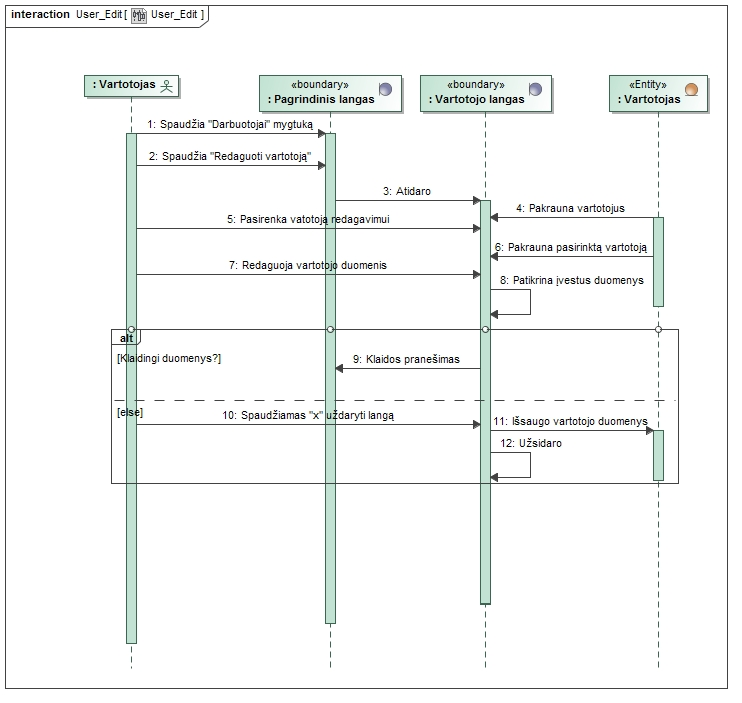 interaction User_Edit [ User_Edit ]
: Vartotojas
«boundary»
: Pagrindinis langas
«boundary»
: Vartotojo langas
«Entity»
: Vartotojas
1: Spaudžia "Darbuotojai" mygtuką
2: Spaudžia "Redaguoti vartotoją"
3: Atidaro
4: Pakrauna vartotojus
5: Pasirenka vatotoją redagavimui
6: Pakrauna pasirinktą vartotoją
7: Redaguoja vartotojo duomenis
8: Patikrina įvestus duomenys
alt
[Klaidingi duomenys?]
9: Klaidos pranešimas
[else]
10: Spaudžiamas "x" uždaryti langą
11: Išsaugo vartotojo duomenys
12: Užsidaro